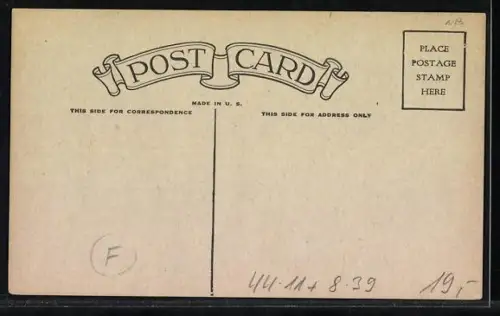 POST CARD
PLACE
POSTAGE
STAMP
HERE
MADE IN U. S.
THIS SIDE FOR CORRESPONDENCE
THIS SIDE FOR ADDRESS ONLY
F
44-11+8-39
19,-